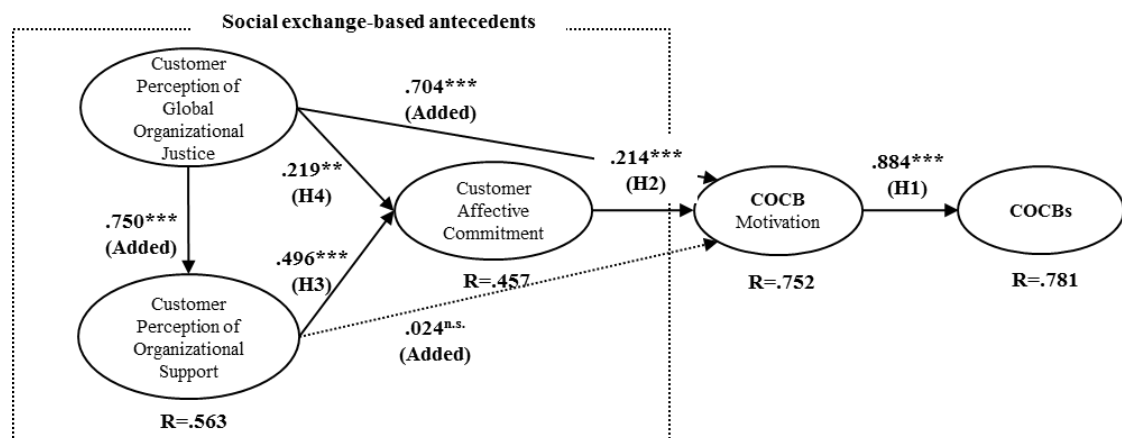 Social exchange-based antecedents
Customer
Perception of
Global
Organizational
Justice
.704***
(Added)
.219**
(H4)
.750***
(Added)
.496***
(H3)
Customer
Affective
Commitment
R=.457
.214***
(H2)
COCB
Motivation
R=.752
.884***
(H1)
COCBs
R=.781
Customer
Perception of
Organizational
Support
R=.563
.024n.s.
(Added)